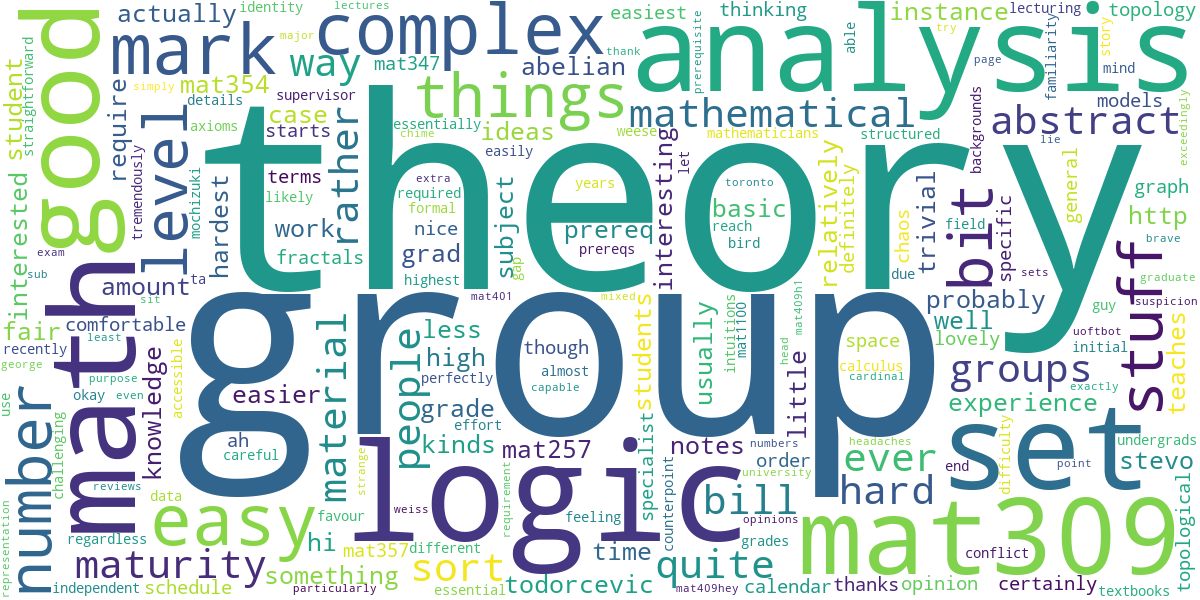 actually
identity
lectures
complex
easiest
thinking
instance
lecturing
topology
good
mark
major
thank
analysis
able
page
try
story
way
mat347
abelian
prerequisite
familiarity
mind
straightforward
student
require
mat354
supervisor
things
models
details
case
mathematical
backgrounds
abstract
exceedingly
axioms
starts
essentially
chime
ideas
weese
mathematicians
structured
lie
level
theory
rather
easily
interesting
let
relatively
tremendously
terms
years
toronto
trivial
general
graph
interested
mochizuki
hardest
likely
required
extra
basic
definitely
chaos
bit
specific
topology
field
http
work
formal
nice
subject
prereq
reach
bird
due
brave
fractals
grad
prereqs
gap
stuff
exam
sub
amount
ta
highest
sets
graduate
math
group
mat401
mixed
intuitions
mat1100
mat409h1
probably
guy
suspicion
fair
sit
comfortable
material
people
less
students
usually
head
well
uoftbot
teaches
recently
least
though
space
lovely
initial
george
accessible
high
almost
calculus
groups
purpose
perfectly
capable
cardinal
exactly
use
okay
even
easier
little
number
knowledge
grade
effort
experience
ah
kinds
mat257
notes
numbers
headaches
set
undergrads
challenging
careful
specialist
order
ever
end
difficulty
point
stevo
representation
reviews
strange
logic
requirement
counterpoint
university
hard
data
easy
favour
weiss
feeling
bill
opinions
mat309
topological
regardless
hi
mat357
different
time
grades
conflict
maturity
something
sort
quite
independent
schedule
particularly
essential
todorcevic
mat409hey
calendar
thanks
opinion
certainly
textbooks